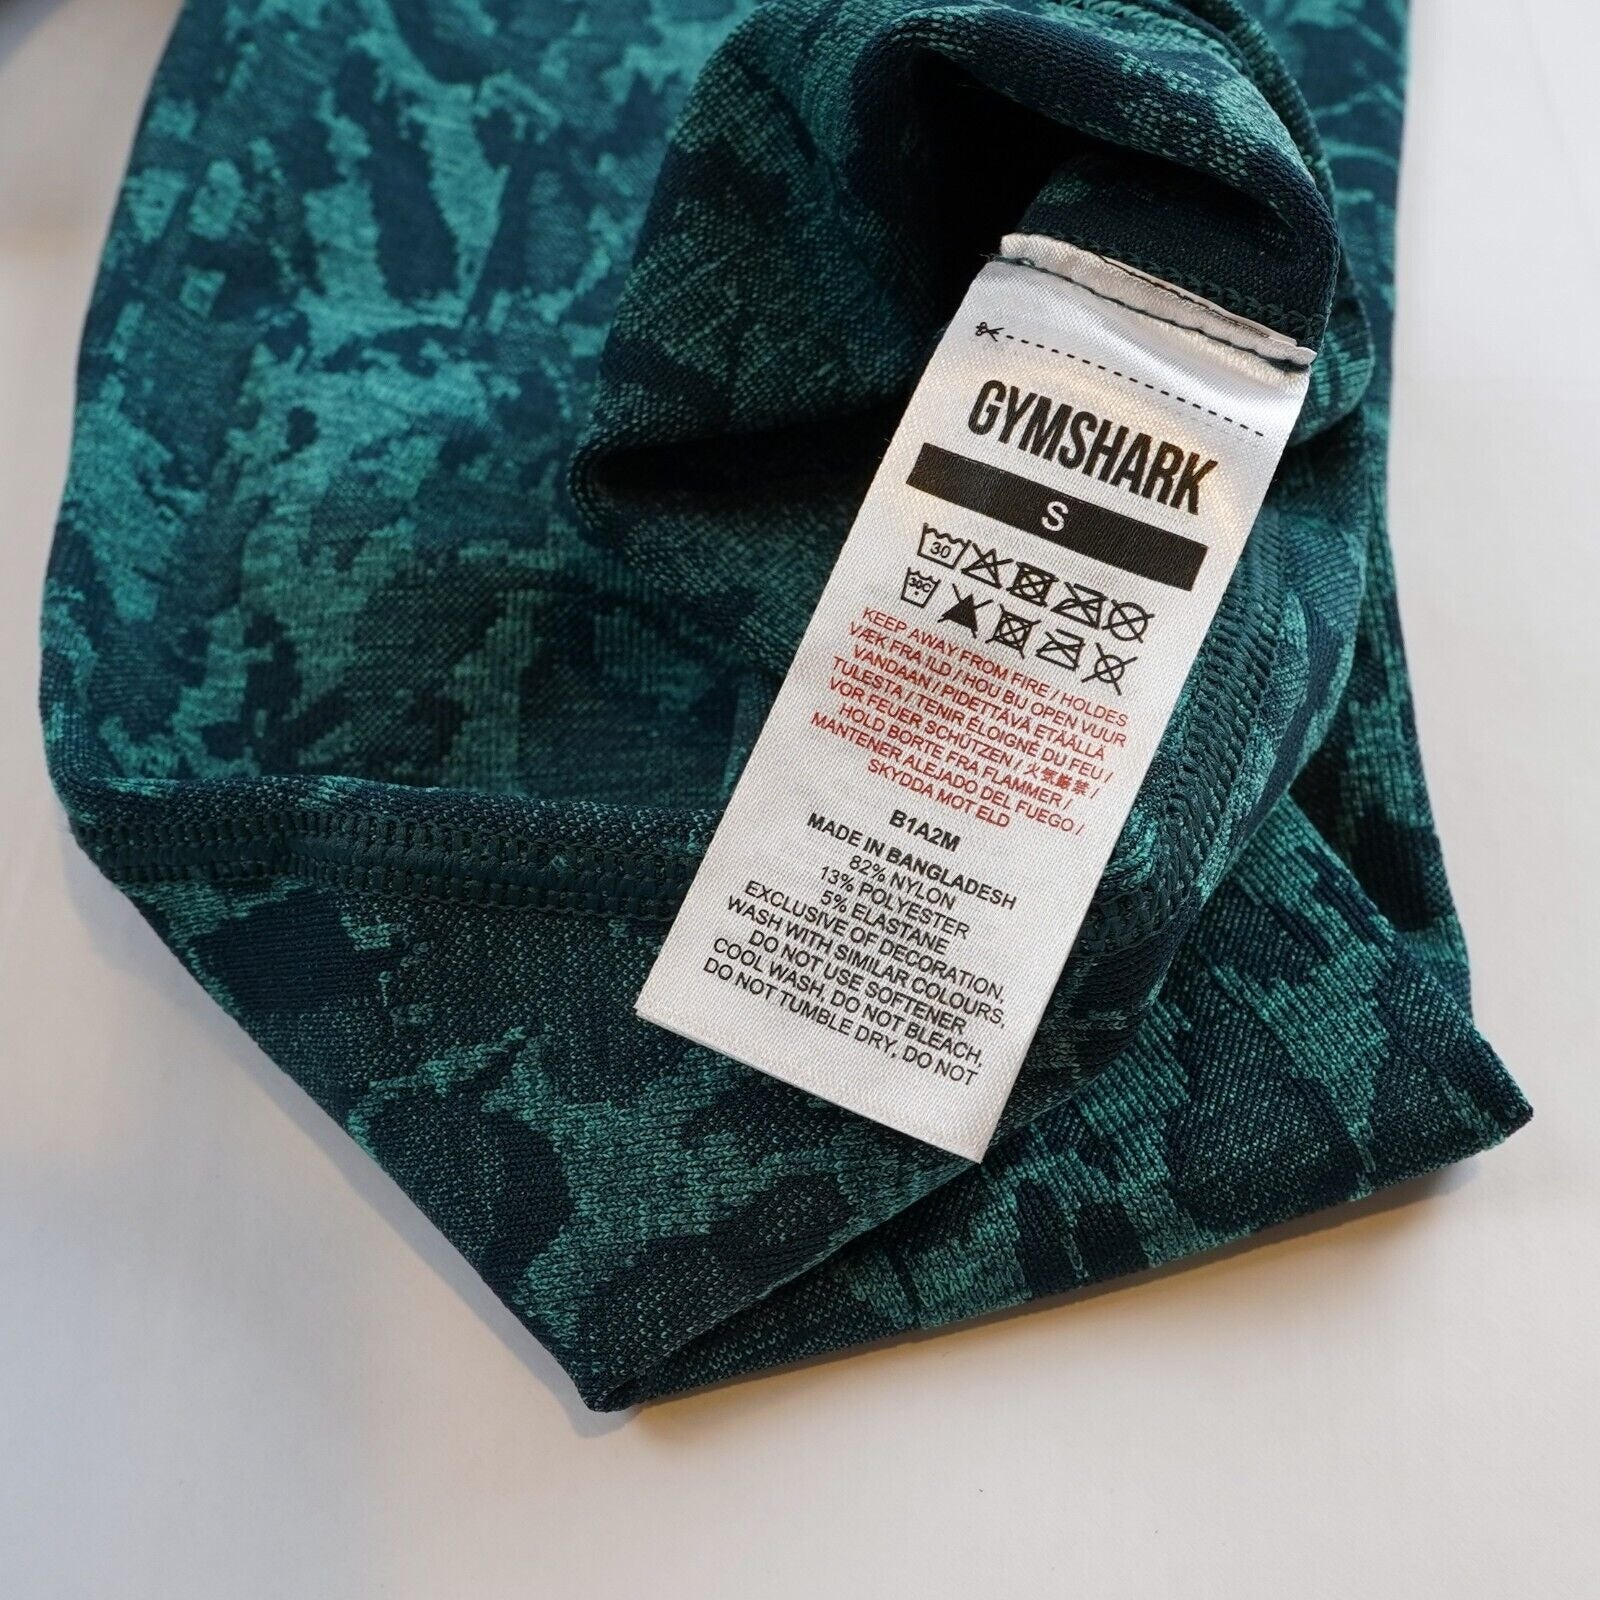 GYMSHARK
S
30
30C
KEEP AWAY FROM FIRE / HOLDES
VÆK FRA ILD / HOU BIJ OPEN VUUR
VANDAAN / PIDETTÄVÄ ETÄÄLLÄ
TULESTA / TENIR ÉLOIGNÉ DU FEU /
VOR FEUER SCHÜTZEN / 火気厳禁 /
HOLD BORTE FRA FLAMMER /
MANTENER ALEJADO DEL FUEGO /
SKYDDA MOT ELD
B1A2M
MADE IN BANGLADESH
82% NYLON
13% POLYESTER
5% ELASTANE
EXCLUSIVE OF DECORATION.
WASH WITH SIMILAR COLOURS,
DO NOT USE SOFTENER
COOL WASH, DO NOT BLEACH,
DO NOT TUMBLE DRY, DO NOT